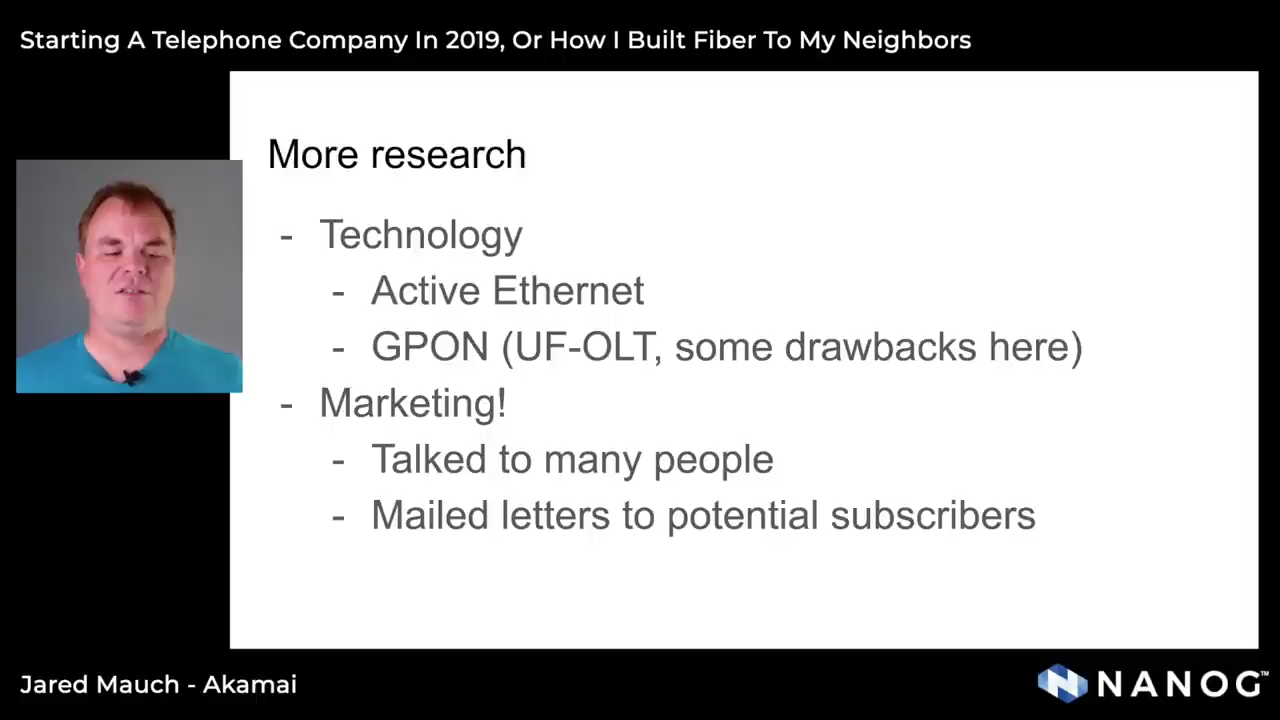 Starting A Telephone Company In 2019, Or How I Built Fiber To My Neighbors
More research
- Technology
- Active Ethernet
- GPON (UF-OLT, some drawbacks here)
- Marketing!
- Talked to many people
- Mailed letters to potential subscribers
Jared Mauch - Akamai
NANOG™